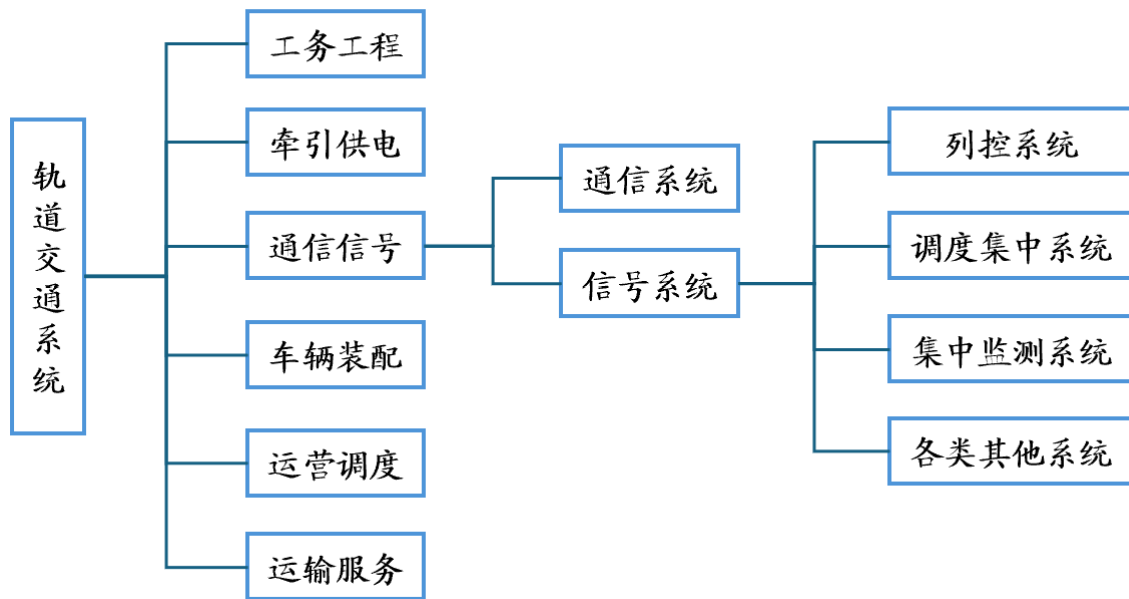 轨道交通系统
工务工程
牵引供电
通信信号
车辆装配
运营调度
运输服务
通信系统
信号系统
列控系统
调度集中系统
集中监测系统
各类其他系统